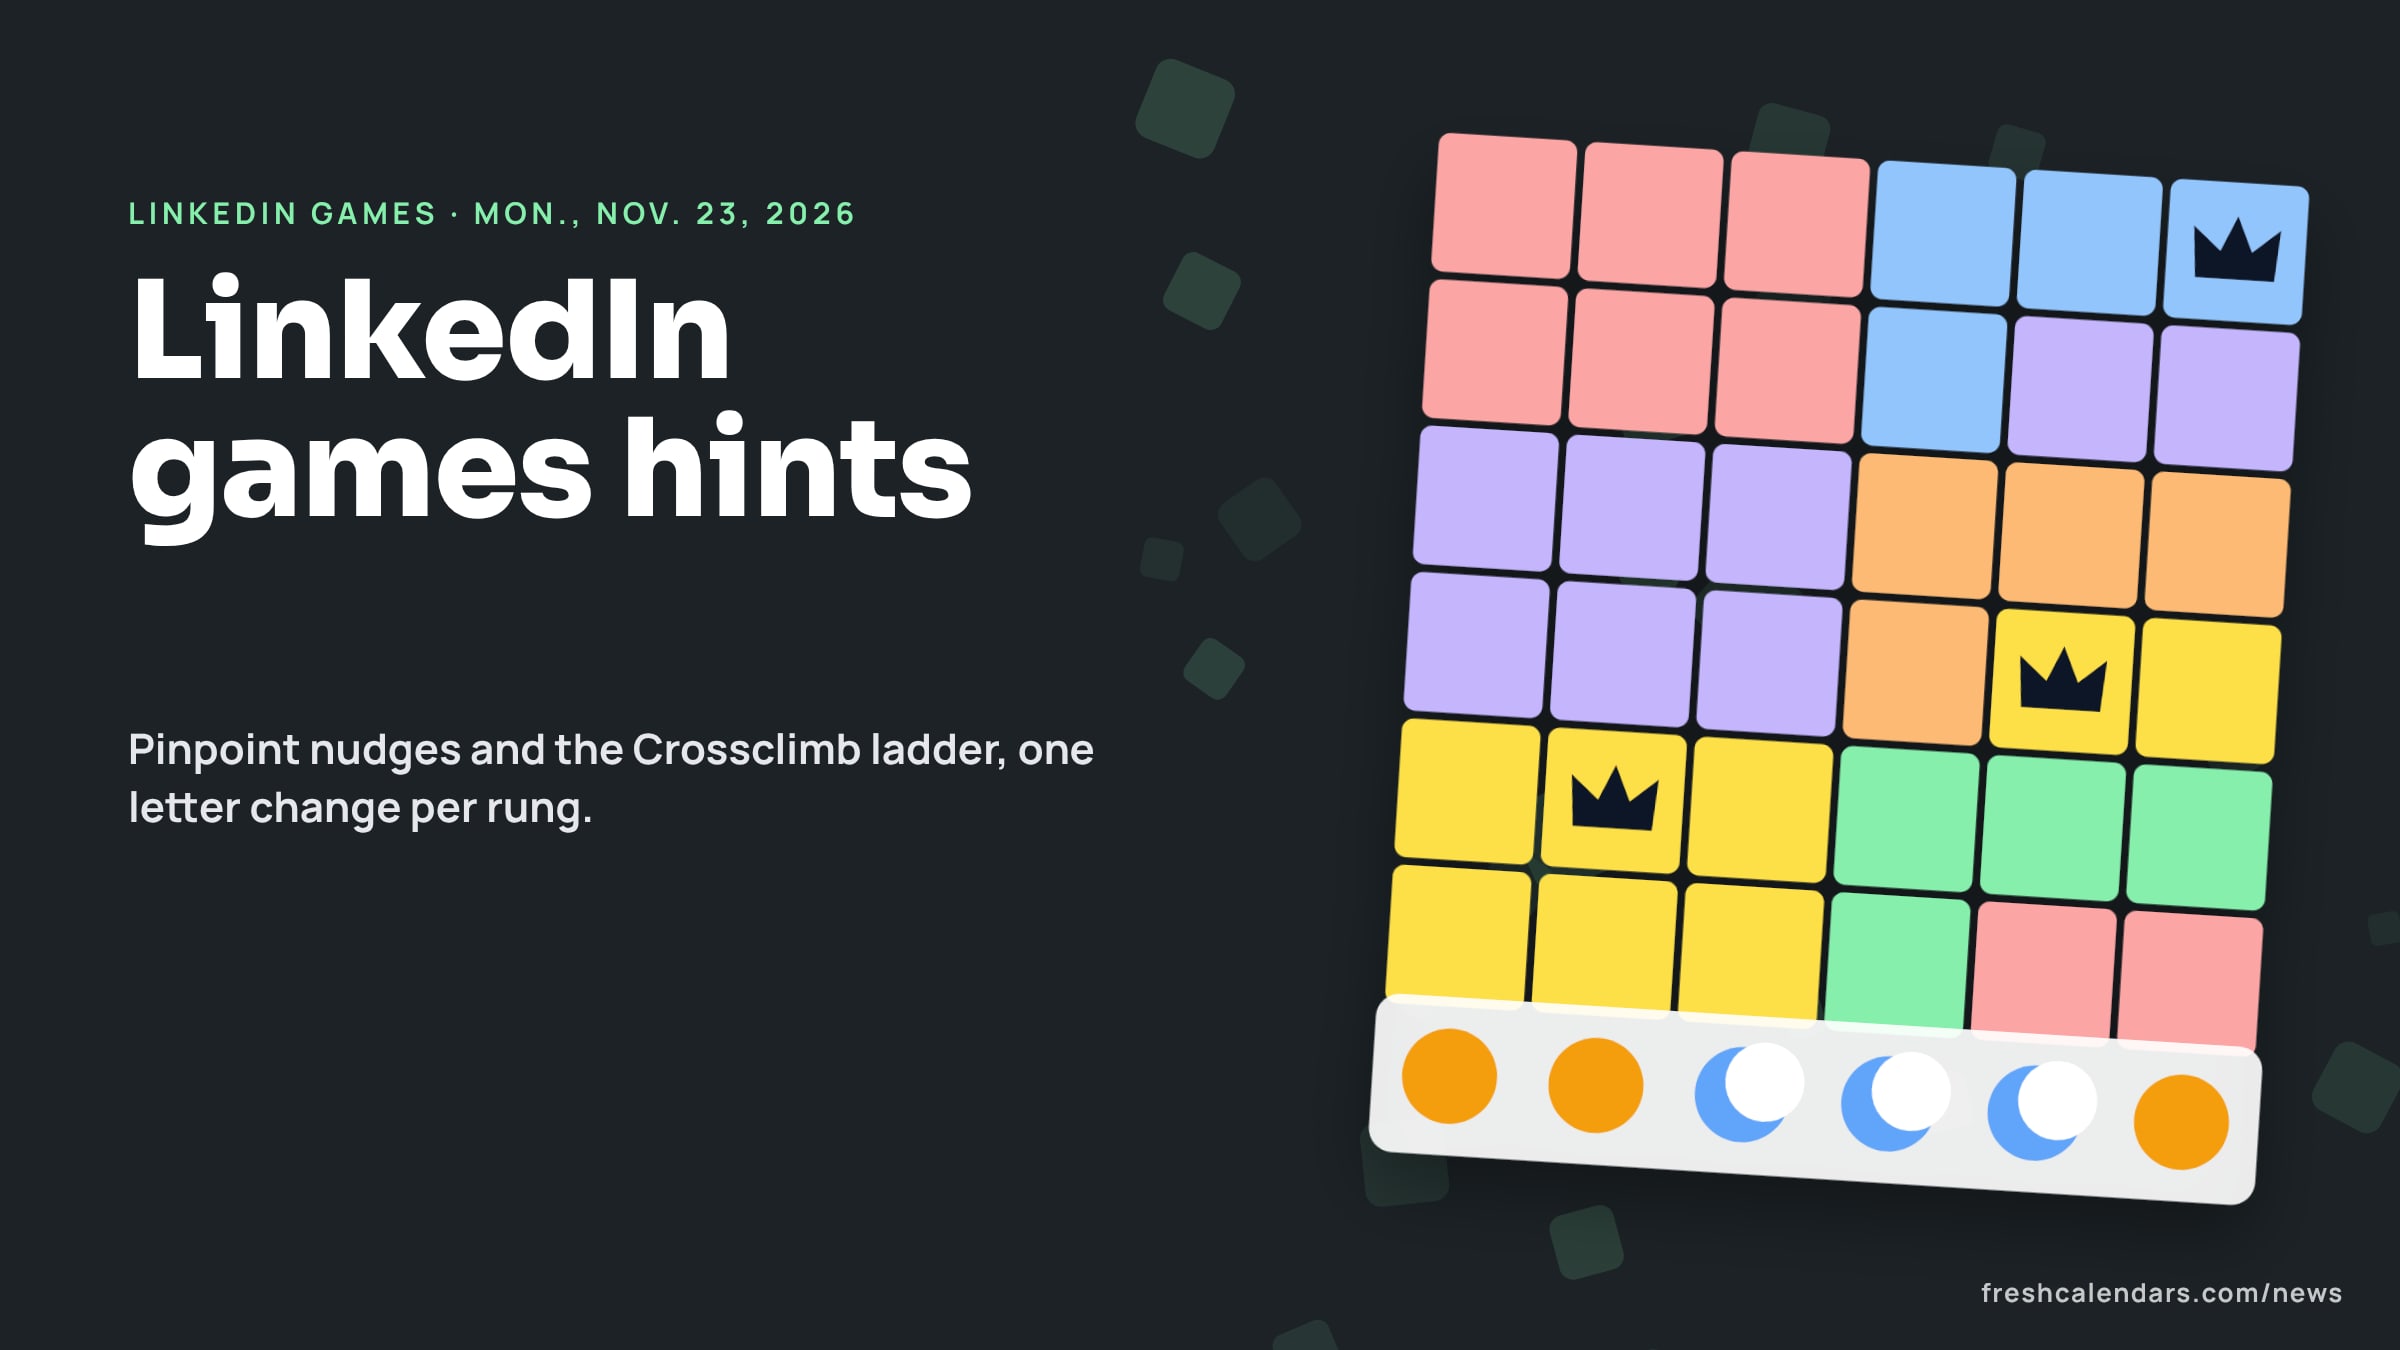 LINKEDIN GAMES · MON., NOV. 23, 2026
LinkedIn
games hints
Pinpoint nudges and the Crossclimb ladder, one
letter change per rung.
freshcalendars.com/news